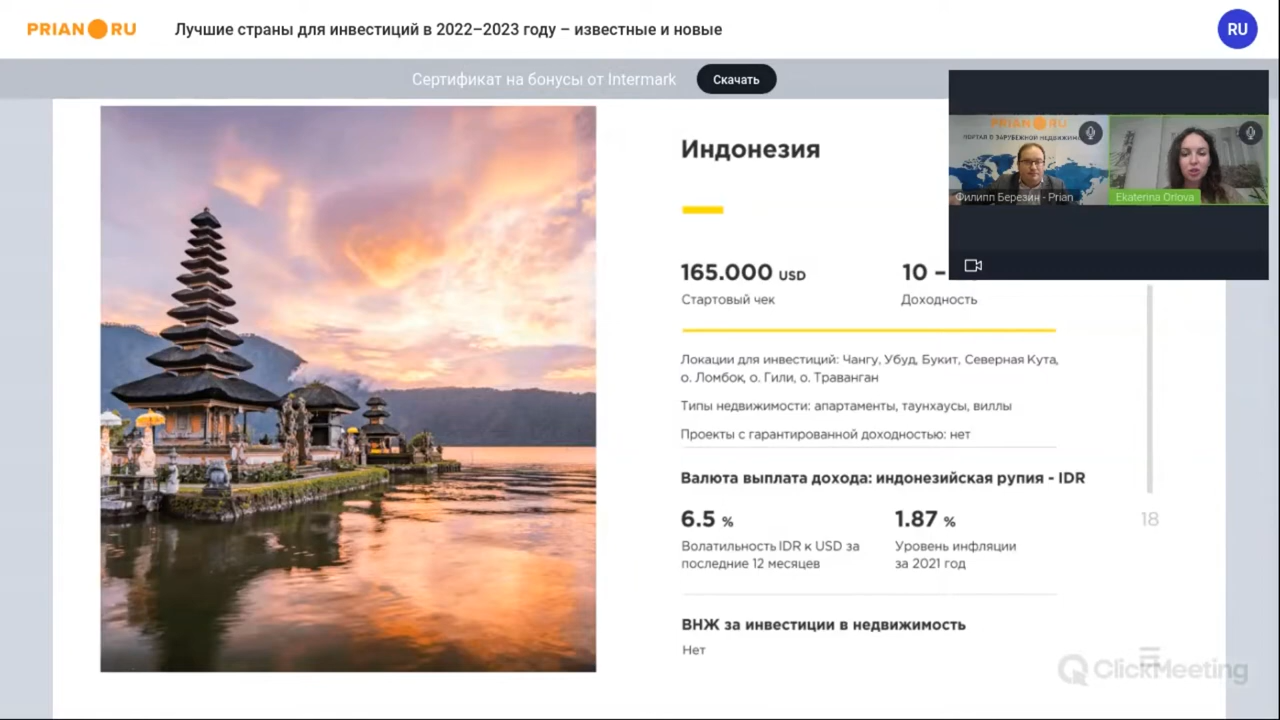 PRIAN RU
Лучшие страны для инвестиций в 2022–2023 году – известные и новые
RU
Сертификат на бонусы от Intermark
Скачать
PRIAN RU
ПОРТАЛ О ЗАРУБЕЖНОЙ
Филипп Березин - Prian
Ekaterina Orlova
Индонезия
165.000 USD
Стартовый чек
10 –
Доходность
Локации для инвестиций: Чангу, Убуд, Букит, Северная Кута,
о. Ломбок, о. Гили, о. Траванган
Типы недвижимости: апартаменты, таунхаусы, виллы
Проекты с гарантированной доходностью: нет
Валюта выплата дохода: индонезийская рупия - IDR
6.5 %
Волатильность IDR к USD за
последние 12 месяцев
1.87 %
Уровень инфляции
за 2021 год
18
ВНЖ за инвестиции в недвижимость
Нет
ClickMeeting